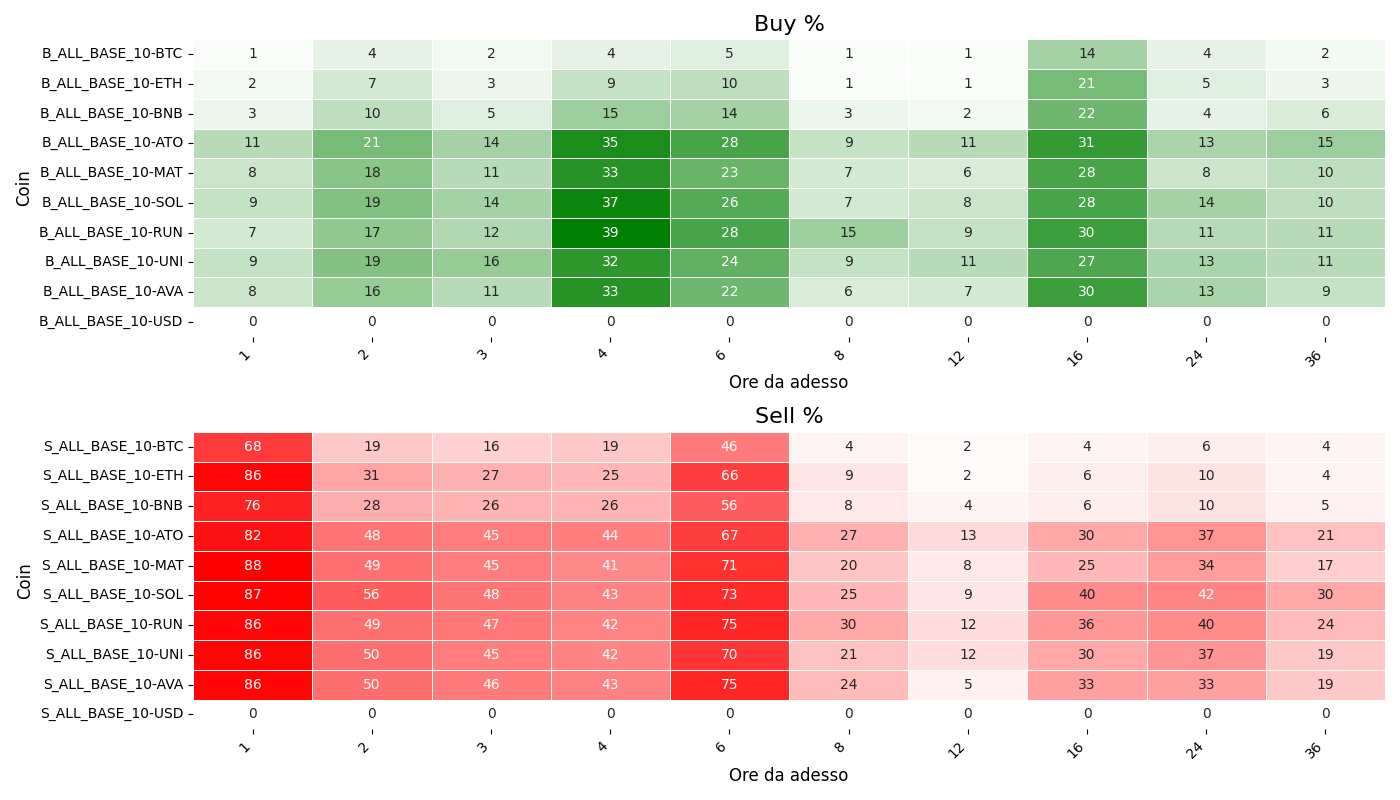 Buy %
Coin
B_ALL_BASE_10-BTC 1 4 2 4 5 1 1 14 4 2
B_ALL_BASE_10-ETH 2 7 3 9 10 1 1 21 5 3
B_ALL_BASE_10-BNB 3 10 5 15 14 3 2 22 4 6
B_ALL_BASE_10-ATO 11 21 14 35 28 9 11 31 13 15
B_ALL_BASE_10-MAT 8 18 11 33 23 7 6 28 8 10
B_ALL_BASE_10-SOL 9 19 14 37 26 7 8 28 14 10
B_ALL_BASE_10-RUN 7 17 12 39 28 15 9 30 11 11
B_ALL_BASE_10-UNI 9 19 16 32 24 9 11 27 13 11
B_ALL_BASE_10-AVA 8 16 11 33 22 6 7 30 13 9
B_ALL_BASE_10-USD 0 0 0 0 0 0 0 0 0 0
1 2 3 4 6 8 12 16 24 36
Ore da adesso
Sell %
Coin
S_ALL_BASE_10-BTC 68 19 16 19 46 4 2 4 6 4
S_ALL_BASE_10-ETH 86 31 27 25 66 9 2 6 10 4
S_ALL_BASE_10-BNB 76 28 26 26 56 8 4 6 10 5
S_ALL_BASE_10-ATO 82 48 45 44 67 27 13 30 37 21
S_ALL_BASE_10-MAT 88 49 45 41 71 20 8 25 34 17
S_ALL_BASE_10-SOL 87 56 48 43 73 25 9 40 42 30
S_ALL_BASE_10-RUN 86 49 47 42 75 30 12 36 40 24
S_ALL_BASE_10-UNI 86 50 45 42 70 21 12 30 37 19
S_ALL_BASE_10-AVA 86 50 46 43 75 24 5 33 33 19
S_ALL_BASE_10-USD 0 0 0 0 0 0 0 0 0 0
1 2 3 4 6 8 12 16 24 36
Ore da adesso